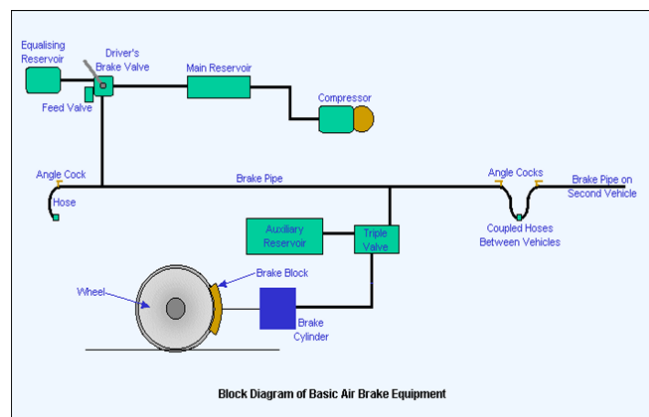 Equalising
Reservoir
Driver's
Brake Valve
Main Reservoir
Compressor
Feed Valve
Angle Cock
Hose
Brake Pipe
Angle Cocks
Brake Pipe on
Second Vehicle
Coupled Hoses
Between Vehicles
Auxiliary
Reservoir
Triple
Valve
Brake Block
Wheel
Brake
Cylinder
Block Diagram of Basic Air Brake Equipment